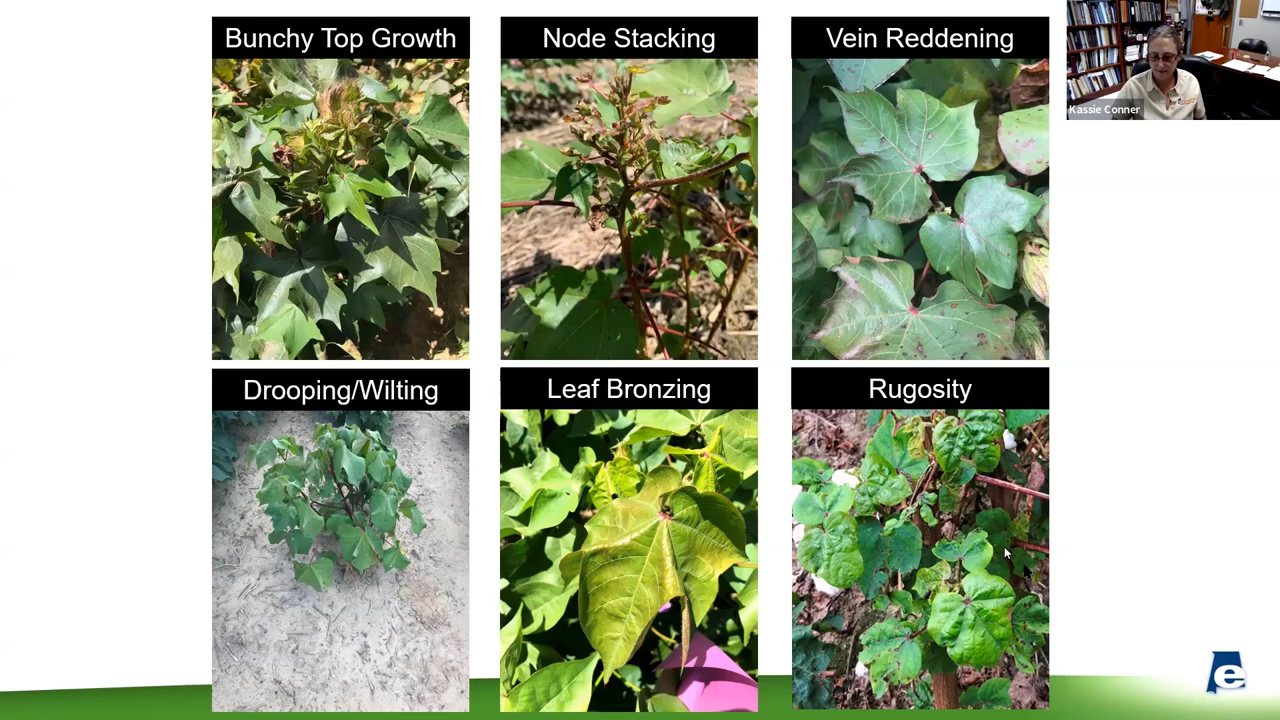 Bunchy Top Growth
Node Stacking
Vein Reddening
Kassie Conner
Drooping/Wilting
Leaf Bronzing
Rugosity
e